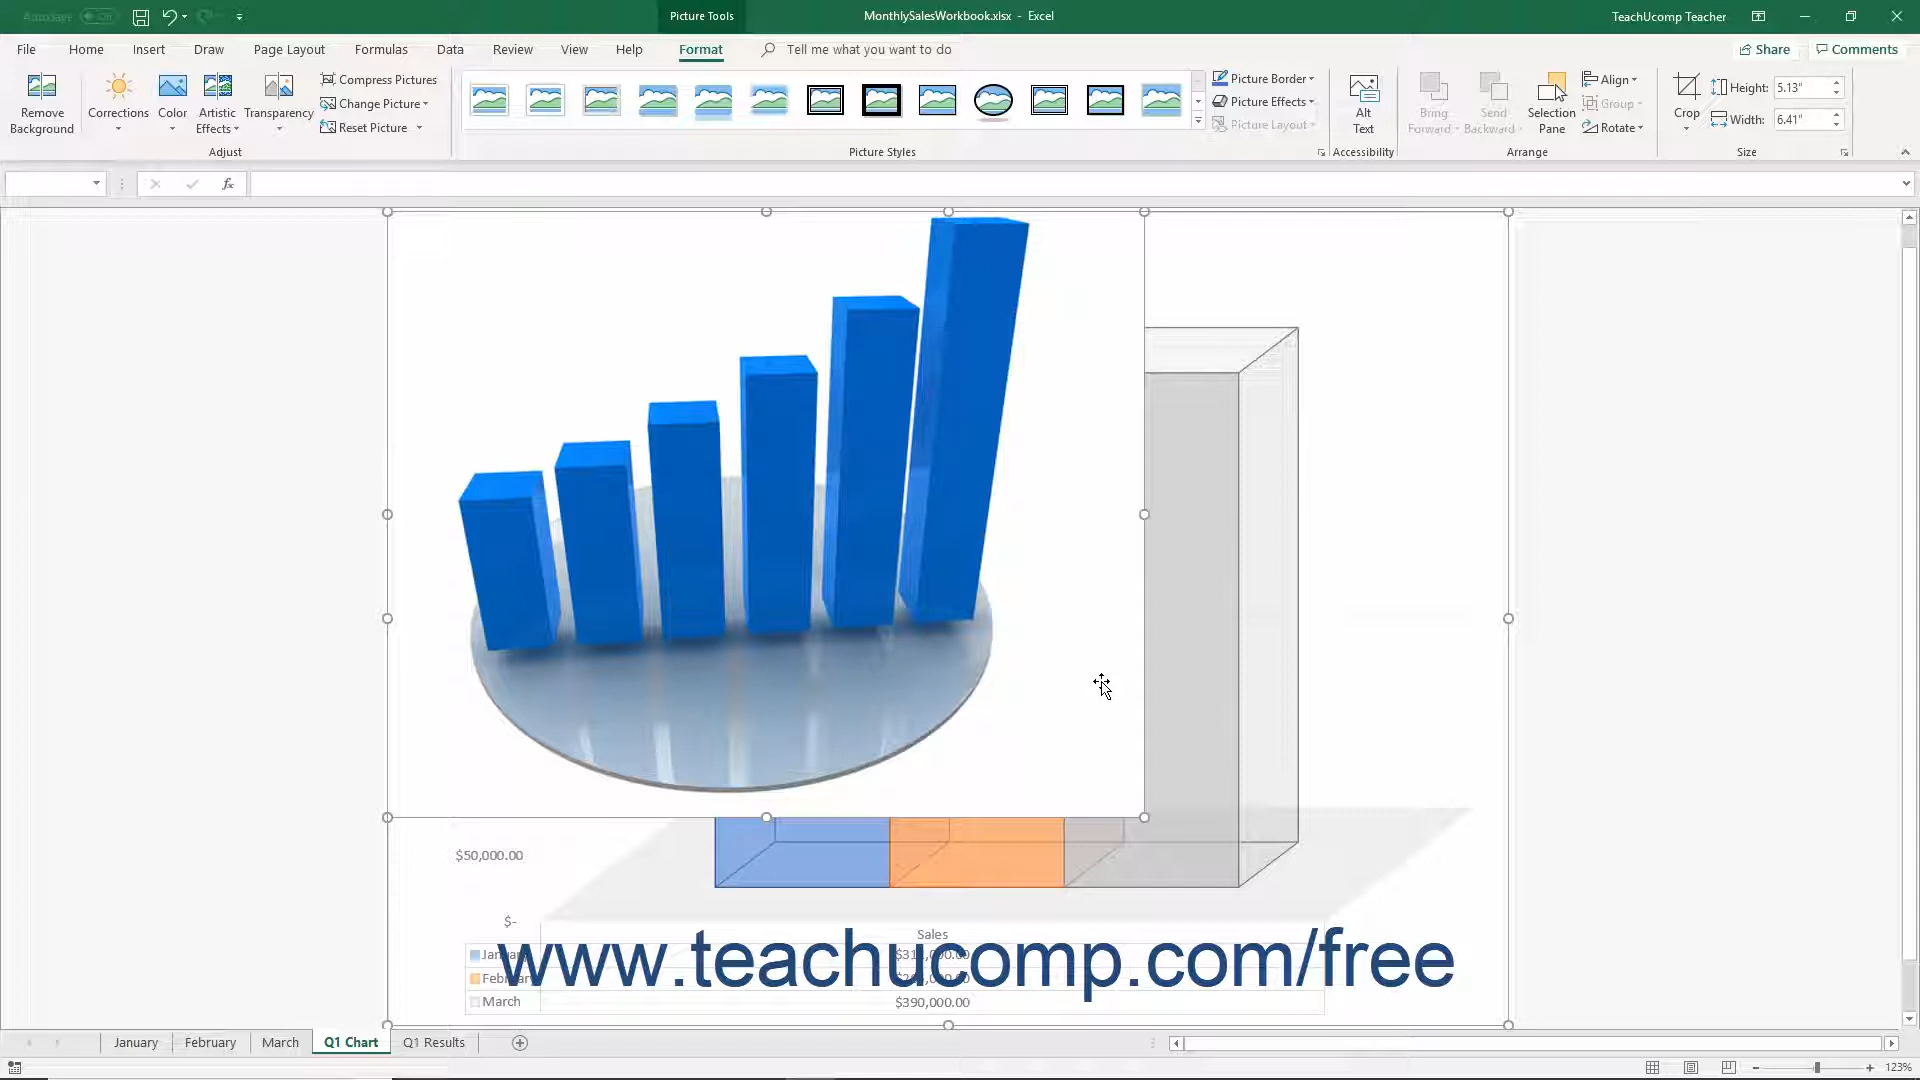 AutoSave Off
Picture Tools
MonthlySalesWorkbook.xlsx - Excel
TeachUcomp Teacher
File Home Insert Draw Page Layout Formulas Data Review View Help Format Tell me what you want to do Share Comments
Remove Background
Corrections
Color
Artistic Effects
Transparency
Compress Pictures
Change Picture
Reset Picture
Adjust
Picture Styles
Picture Border
Picture Effects
Picture Layout
Alt Text
Accessibility
Bring Forward
Send Backward
Selection Pane
Align
Group
Rotate
Arrange
Crop
Height: 5.13"
Width: 6.41"
Size
fx
$50,000.00
$-
Sales
www.teachucomp.com/free
March $390,000.00
January February March Q1 Chart Q1 Results
123%